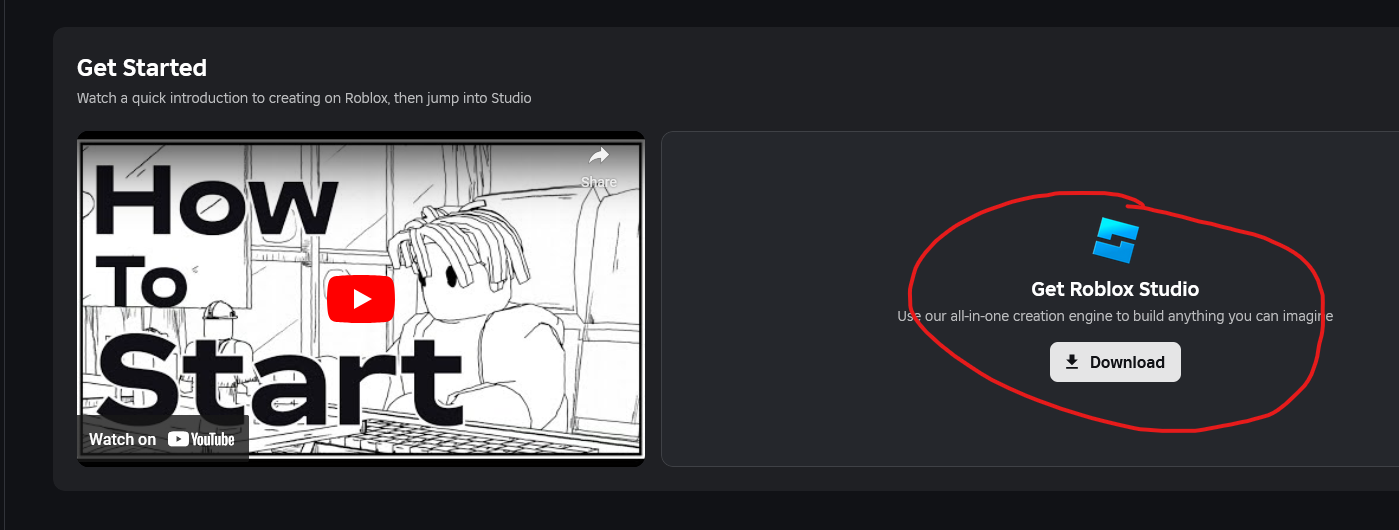 Get Started
Watch a quick introduction to creating on Roblox, then jump into Studio
How
To
Start
Share
Watch on YouTube
Get Roblox Studio
Use our all-in-one creation engine to build anything you can imagine
Download